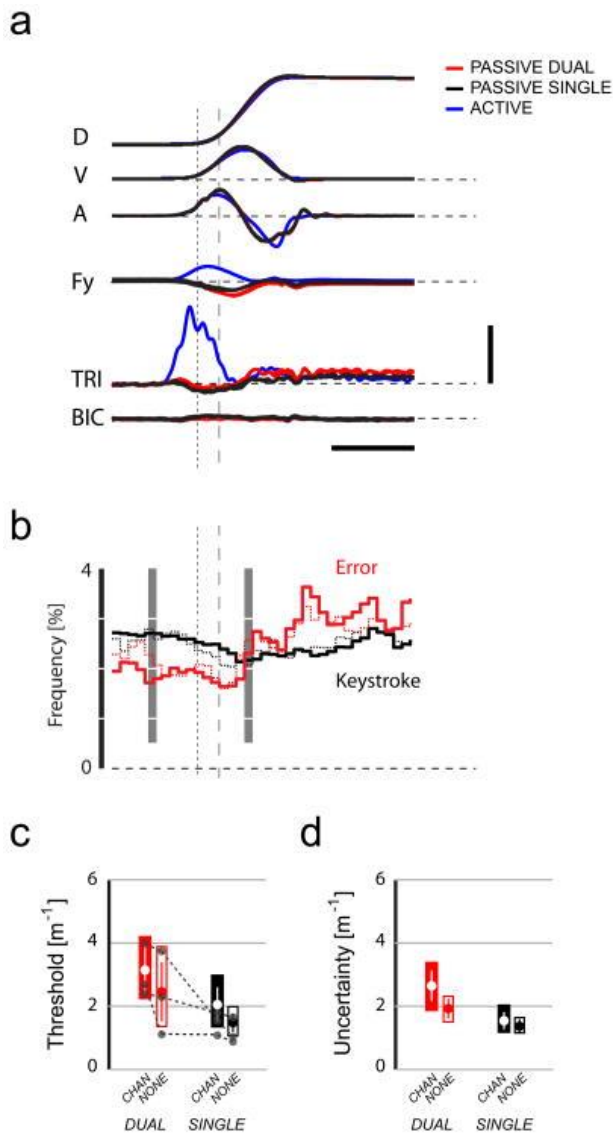 a
PASSIVE DUAL
PASSIVE SINGLE
ACTIVE
D
V
A
Fy
TRI
BIC
b
4
Error
Frequency [%]
Keystroke
0
c
d
6
6
Threshold [m⁻¹]
Uncertainty [m⁻¹]
4
4
2
2
0
0
CHAN NONE CHAN NONE
CHAN NONE CHAN NONE
DUAL SINGLE
DUAL SINGLE